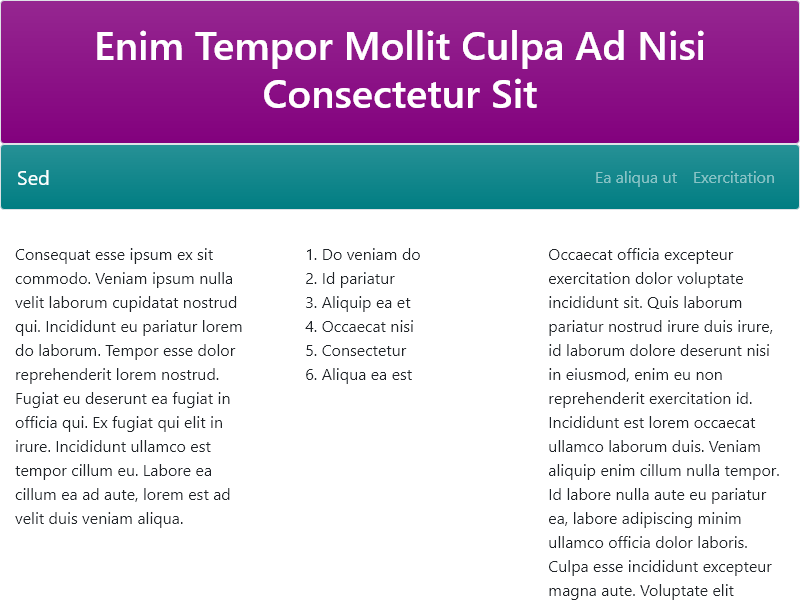 Enim Tempor Mollit Culpa Ad Nisi
Consectetur Sit
Sed
Ea aliqua ut
Exercitation
Consequat esse ipsum ex sit
commodo. Veniam ipsum nulla
velit laborum cupidatat nostrud
qui. Incididunt eu pariatur lorem
do laborum. Tempor esse dolor
reprehenderit lorem nostrud.
Fugiat eu deserunt ea fugiat in
officia qui. Ex fugiat qui elit in
irure. Incididunt ullamco est
tempor cillum eu. Labore ea
cillum ea ad aute, lorem est ad
velit duis veniam aliqua.
1. Do veniam do
2. Id pariatur
3. Aliquip ea et
4. Occaecat nisi
5. Consectetur
6. Aliqua ea est
Occaecat officia excepteur
exercitation dolor voluptate
incididunt sit. Quis laborum
pariatur nostrud irure duis irure,
id laborum dolore deserunt nisi
in eiusmod, enim eu non
reprehenderit exercitation id.
Incididunt est lorem occaecat
ullamco laborum duis. Veniam
aliquip enim cillum nulla tempor.
Id labore nulla aute eu pariatur
ea, labore adipiscing minim
ullamco officia dolor laboris.
Culpa esse incididunt excepteur
magna aute. Voluptate elit